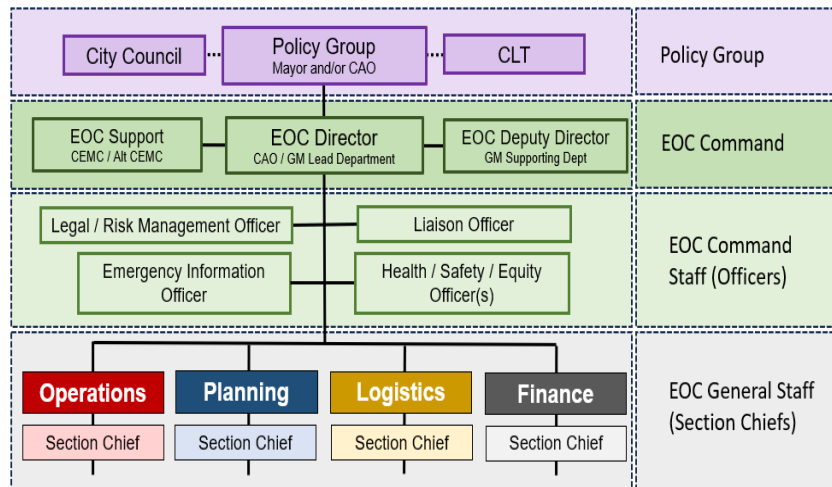 City Council
Policy Group
Mayor and/or CAO
CLT
Policy Group
EOC Support
CEMC / Alt CEMC
EOC Director
CAO / GM Lead Department
EOC Deputy Director
GM Supporting Dept
EOC Command
Legal / Risk Management Officer
Liaison Officer
Emergency Information
Officer
Health / Safety / Equity
Officer(s)
EOC Command
Staff (Officers)
Operations
Planning
Logistics
Finance
Section Chief
Section Chief
Section Chief
Section Chief
EOC General Staff
(Section Chiefs)